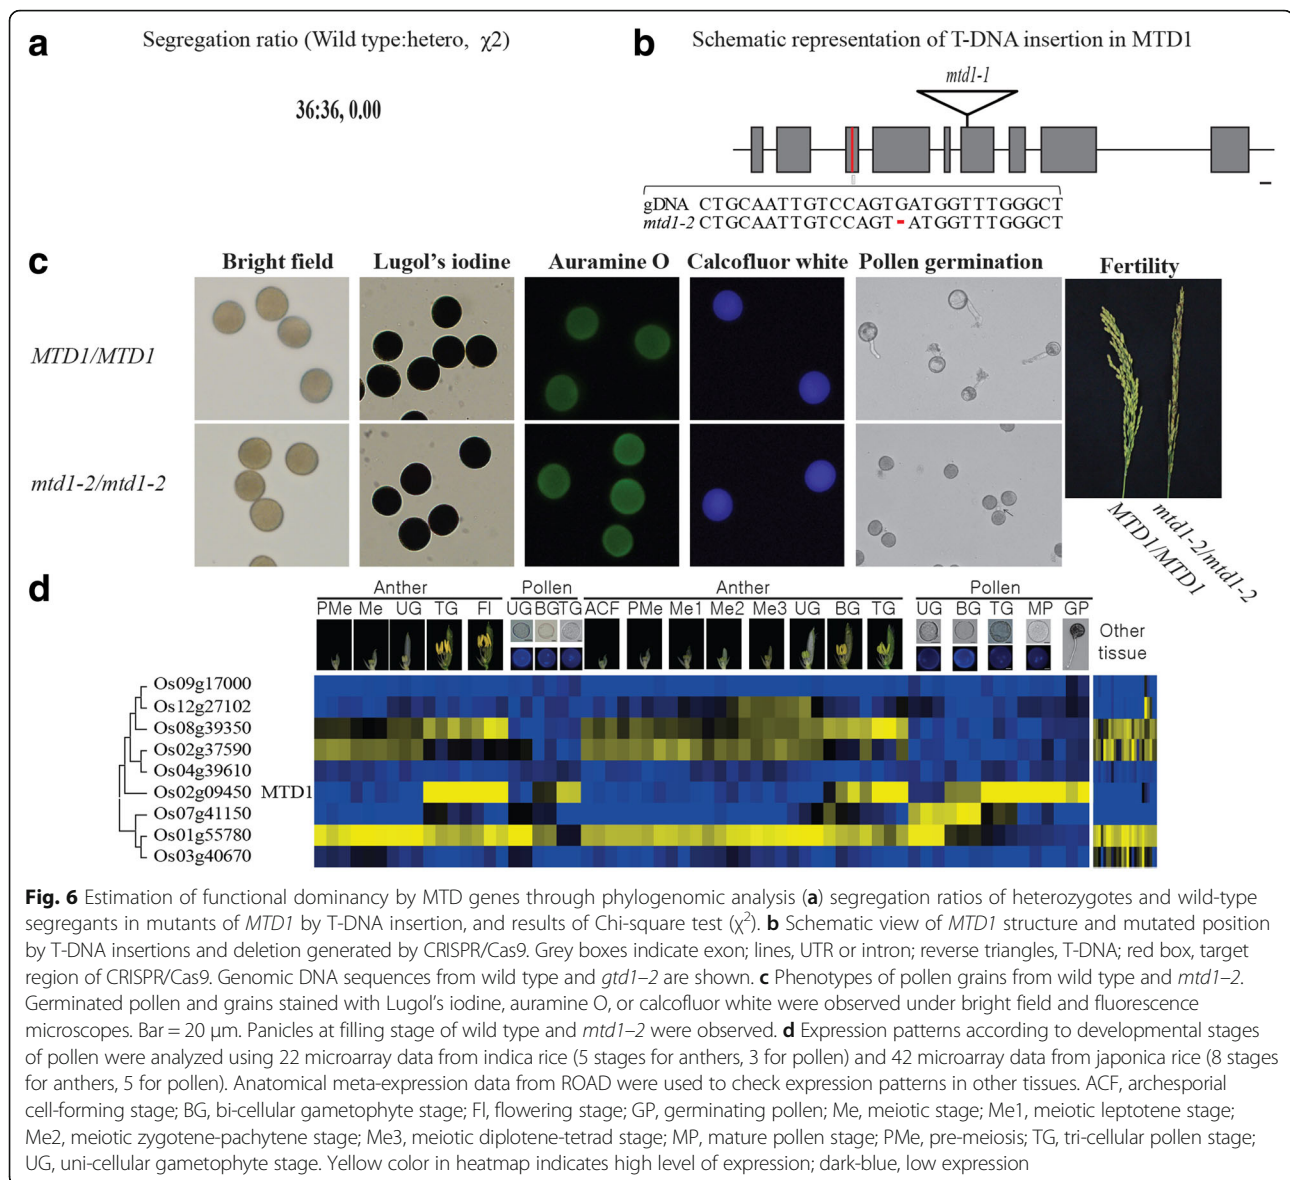 a Segregation ratio (Wild type:hetero, χ2)
36:36, 0.00
b Schematic representation of T-DNA insertion in MTD1
mtd1-1
gDNA CTGCAATTGTCCAGTGATGGTTTGGGCT
mtd1-2 CTGCAATTGTCCAGT-ATGGTTTGGGCT
c Bright field Lugol's iodine Auramine O Calcofluor white Pollen germination Fertility
MTD1/MTD1
mtd1-2/mtd1-2
MTD1/MTD1
mtd1-2/mtd1-2
d Anther Pollen Anther Pollen
PMe Me UG TG Fl UG BG TG ACF PMe Me1 Me2 Me3 UG BG TG UG BG TG MP GP
Other
tissue
Os09g17000
Os12g27102
Os08g39350
Os02g37590
Os04g39610
Os02g09450 MTD1
Os07g41150
Os01g55780
Os03g40670
Fig. 6 Estimation of functional dominancy by MTD genes through phylogenomic analysis (a) segregation ratios of heterozygotes and wild-type
segregants in mutants of MTD1 by T-DNA insertion, and results of Chi-square test (χ²). b Schematic view of MTD1 structure and mutated position
by T-DNA insertions and deletion generated by CRISPR/Cas9. Grey boxes indicate exon; lines, UTR or intron; reverse triangles, T-DNA; red box, target
region of CRISPR/Cas9. Genomic DNA sequences from wild type and gtd1–2 are shown. c Phenotypes of pollen grains from wild type and mtd1–2.
Germinated pollen and grains stained with Lugol's iodine, auramine O, or calcofluor white were observed under bright field and fluorescence
microscopes. Bar = 20 μm. Panicles at filling stage of wild type and mtd1–2 were observed. d Expression patterns according to developmental stages
of pollen were analyzed using 22 microarray data from indica rice (5 stages for anthers, 3 for pollen) and 42 microarray data from japonica rice (8 stages
for anthers, 5 for pollen). Anatomical meta-expression data from ROAD were used to check expression patterns in other tissues. ACF, archesporial
cell-forming stage; BG, bi-cellular gametophyte stage; Fl, flowering stage; GP, germinating pollen; Me, meiotic stage; Me1, meiotic leptotene stage;
Me2, meiotic zygotene-pachytene stage; Me3, meiotic diplotene-tetrad stage; MP, mature pollen stage; PMe, pre-meiosis; TG, tri-cellular pollen stage;
UG, uni-cellular gametophyte stage. Yellow color in heatmap indicates high level of expression; dark-blue, low expression